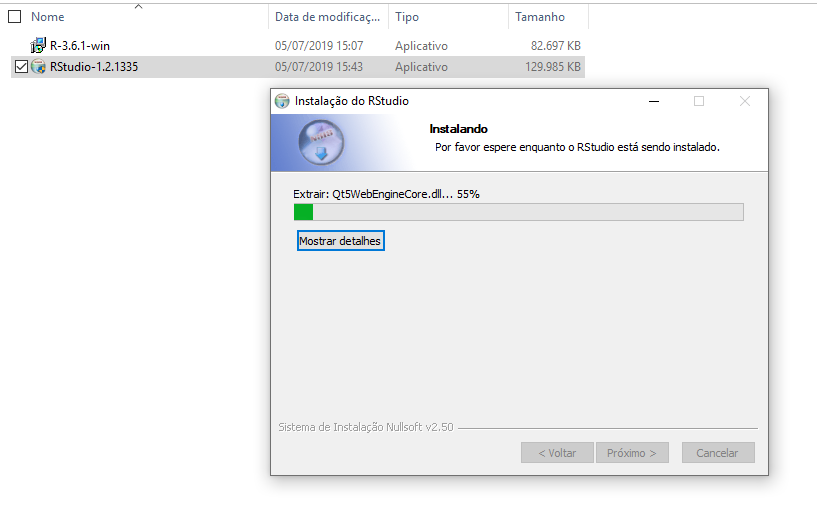 Nome Data de modificaç... Tipo Tamanho
R-3.6.1-win 05/07/2019 15:07 Aplicativo 82.697 KB
RStudio-1.2.1335 05/07/2019 15:43 Aplicativo 129.985 KB
Instalação do RStudio
Instalando
Por favor espere enquanto o RStudio está sendo instalado.
Extrair: Qt5WebEngineCore.dll... 55%
Mostrar detalhes
Sistema de Instalação Nullsoft v2.50
< Voltar Próximo > Cancelar